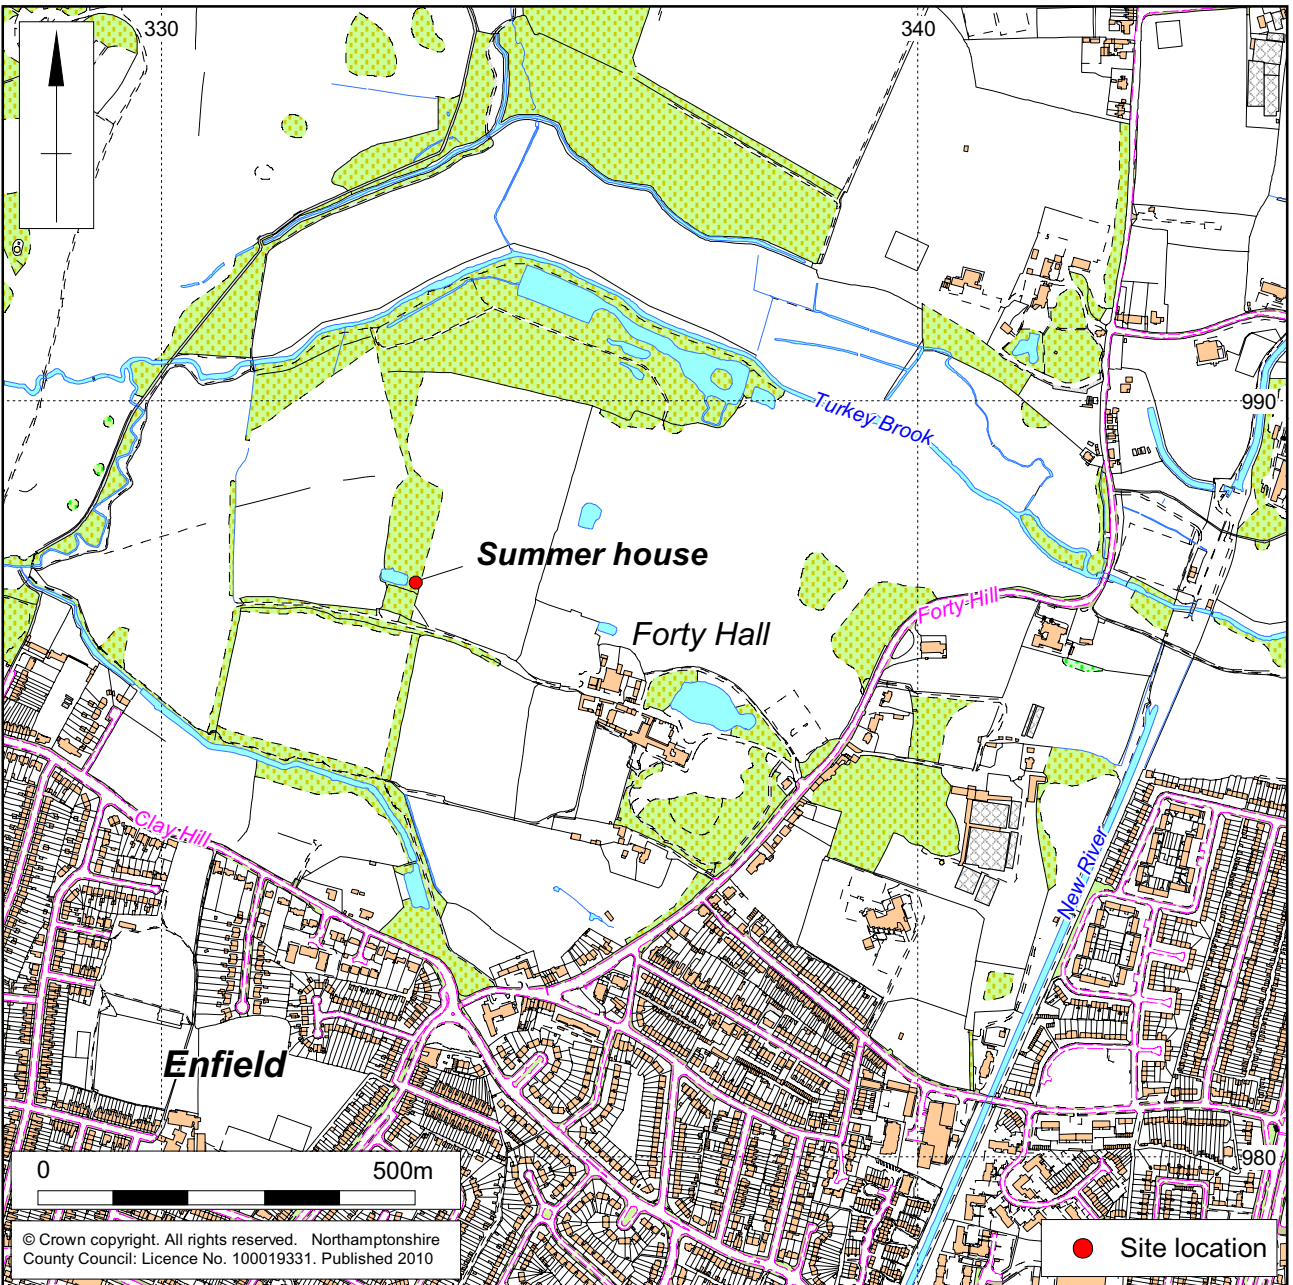 330
340
990
Turkey Brook
Summer house
Forty Hill
Forty Hall
Clay Hill
New River
Enfield
980
0 500m
© Crown copyright. All rights reserved. Northamptonshire
County Council: Licence No. 100019331. Published 2010
Site location